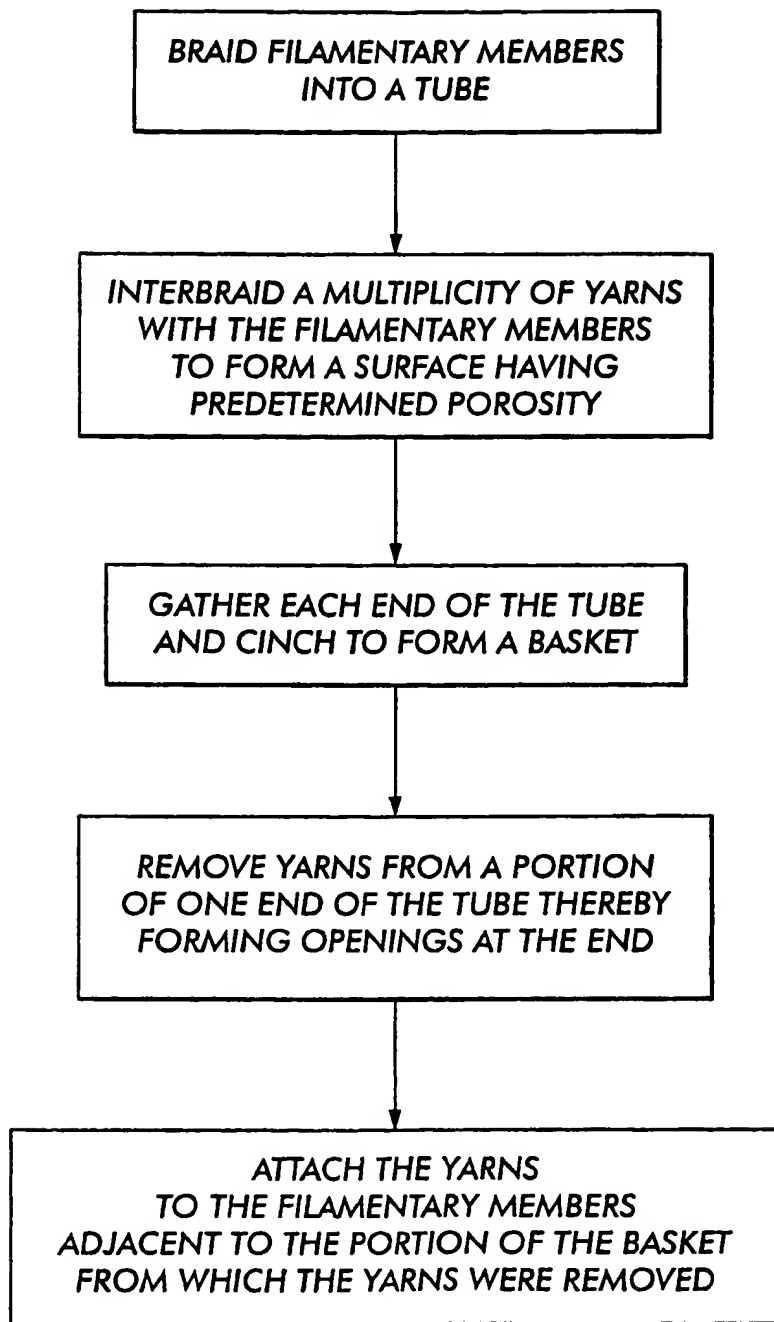 BRAID FILAMENTARY MEMBERS
INTO A TUBE
INTERBRAID A MULTIPLICITY OF YARNS
WITH THE FILAMENTARY MEMBERS
TO FORM A SURFACE HAVING
PREDETERMINED POROSITY
GATHER EACH END OF THE TUBE
AND CINCH TO FORM A BASKET
REMOVE YARNS FROM A PORTION
OF ONE END OF THE TUBE THEREBY
FORMING OPENINGS AT THE END
ATTACH THE YARNS
TO THE FILAMENTARY MEMBERS
ADJACENT TO THE PORTION OF THE BASKET
FROM WHICH THE YARNS WERE REMOVED